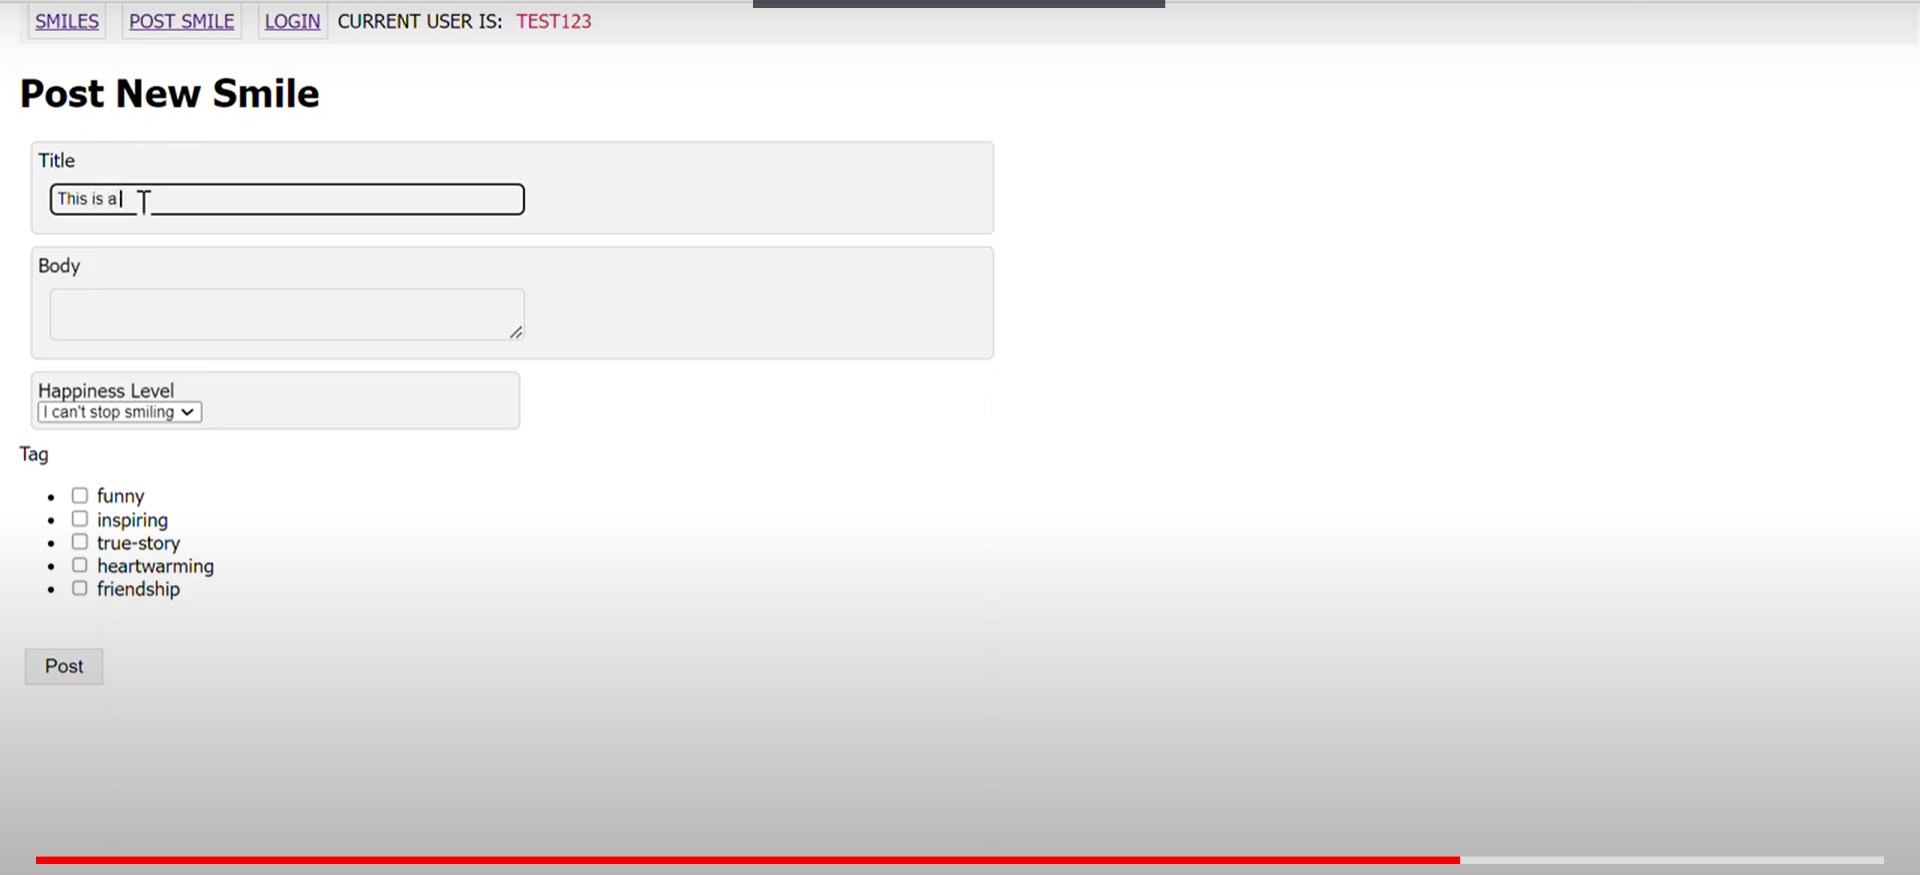 SMILES POST SMILE LOGIN CURRENT USER IS: TEST123
Post New Smile
Title
This is a
Body
Happiness Level
I can't stop smiling
Tag
funny
inspiring
true-story
heartwarming
friendship
Post